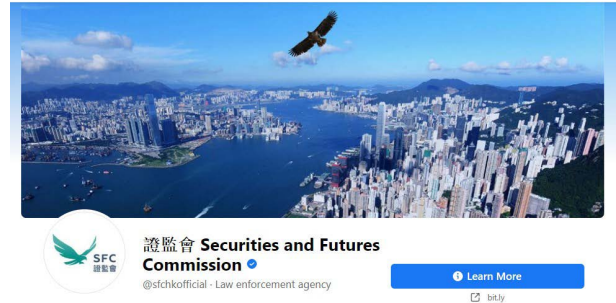 SFC
證監會
證監會 Securities and Futures
Commission
@sfchkofficial · Law enforcement agency
Learn More
bit.ly